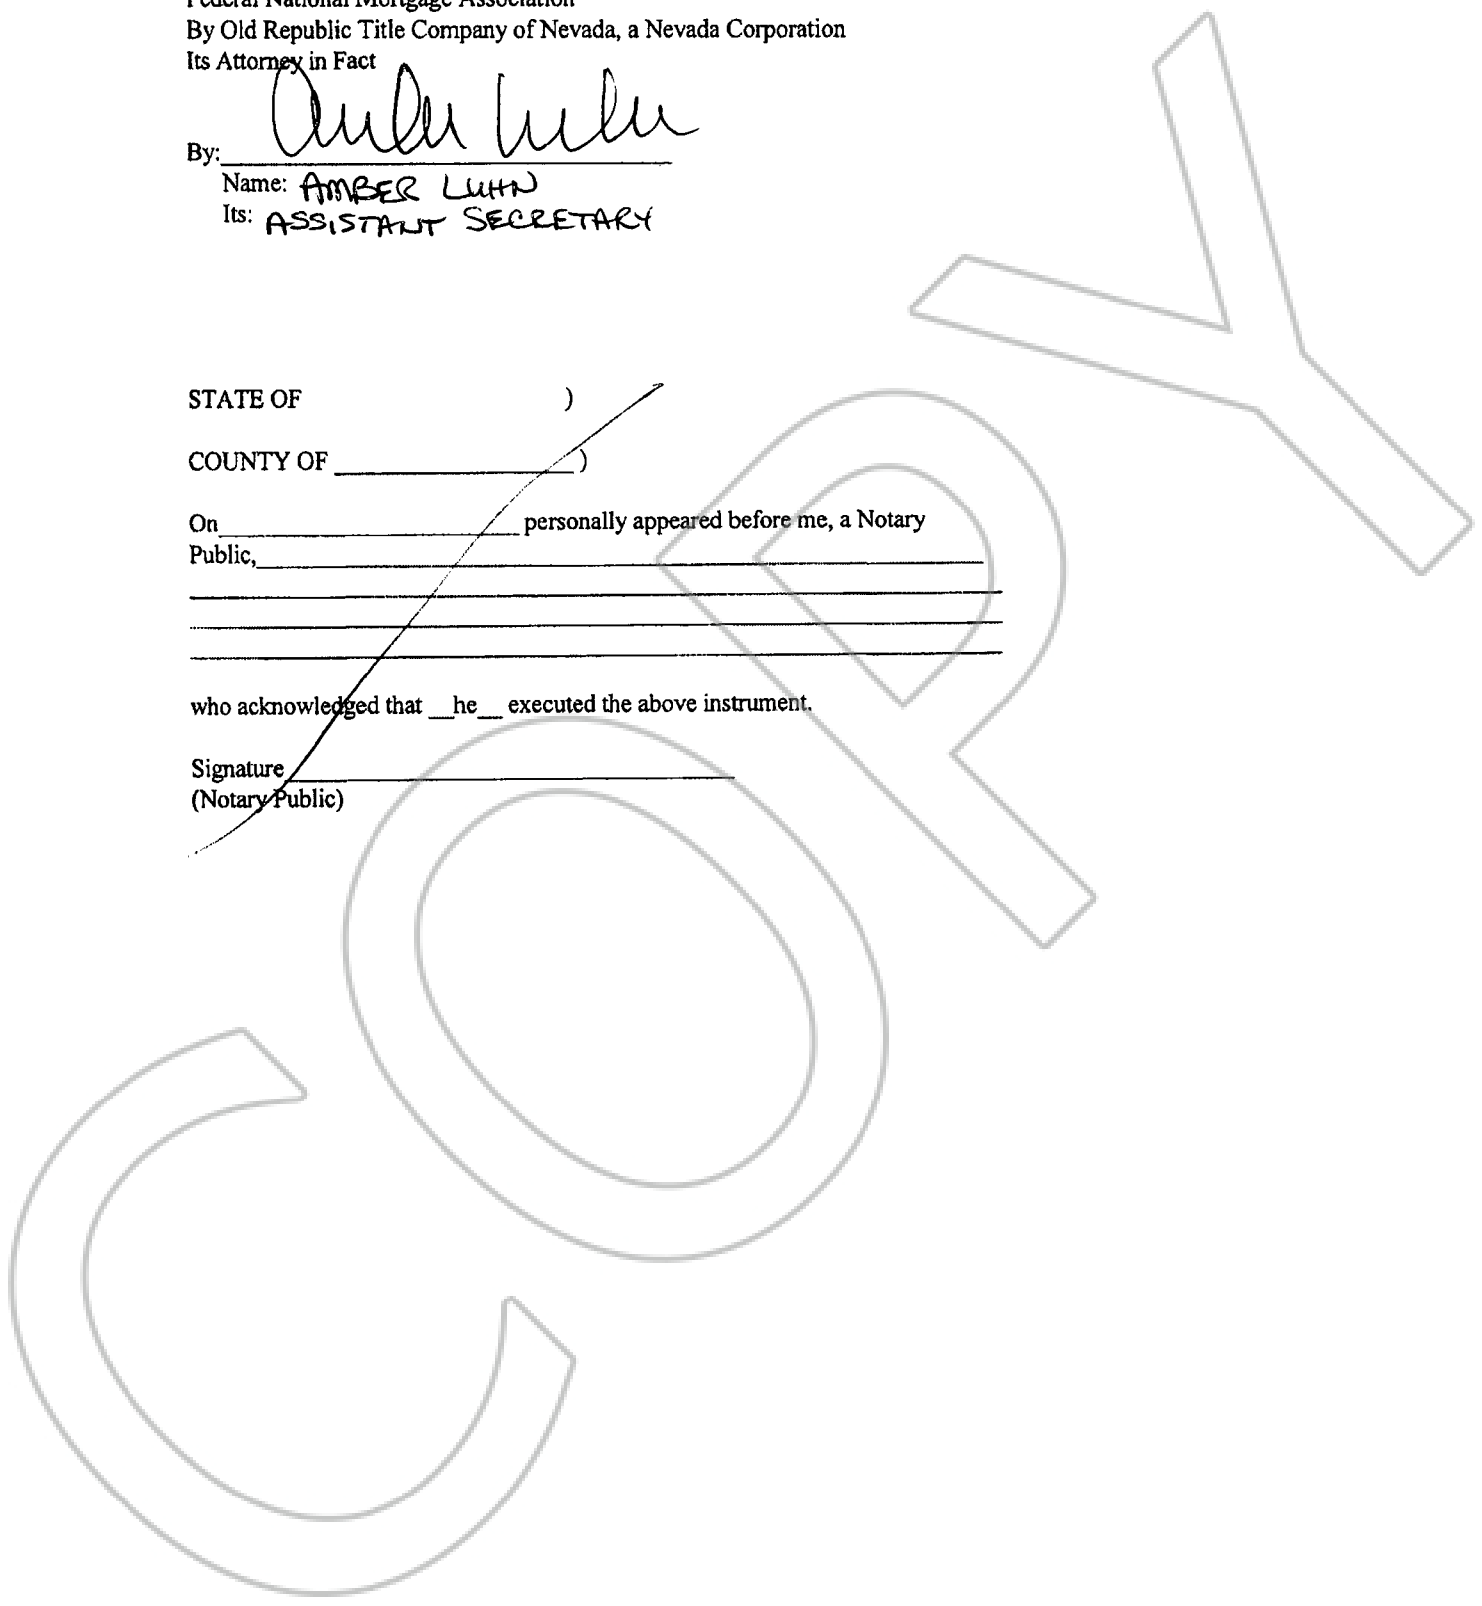 Federal National Mortgage Association
By Old Republic Title Company of Nevada, a Nevada Corporation
Its Attorney in Fact
By:
Name: AMBER LUHN
Its: ASSISTANT SECRETARY
STATE OF )
COUNTY OF )
On personally appeared before me, a Notary
Public,
who acknowledged that __he__ executed the above instrument.
Signature
(Notary Public)
COPY